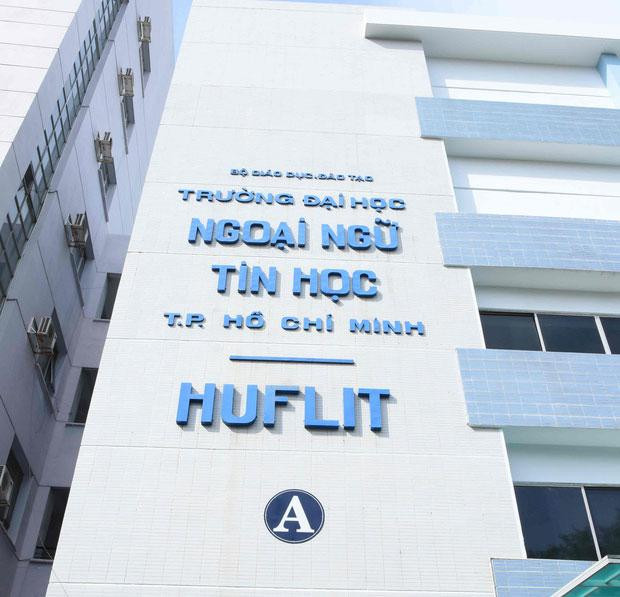 BỘ GIÁO DỤC.ĐÀO TẠO
TRƯỜNG ĐẠI HỌC
NGOẠI NGỮ
TIN HỌC
T.P. HỒ CHÍ MINH
HUFLIT
A